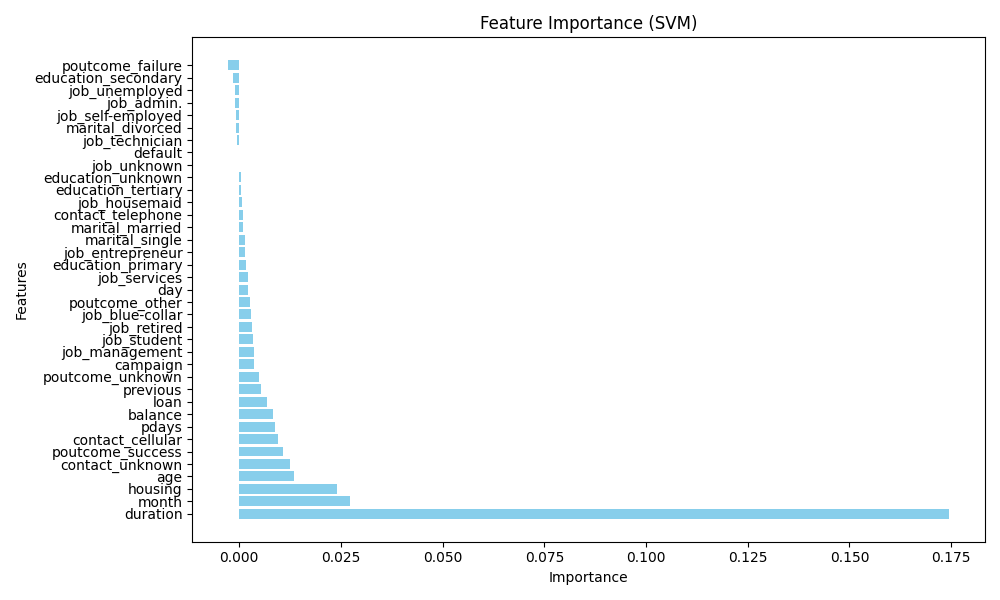 Feature Importance (SVM)
Features
poutcome_failure
education_secondary
job_unemployed
job_admin.
job_self-employed
marital_divorced
job_technician
default
job_unknown
education_unknown
education_tertiary
job_housemaid
contact_telephone
marital_married
marital_single
job_entrepreneur
education_primary
job_services
day
poutcome_other
job_blue-collar
job_retired
job_student
job_management
campaign
poutcome_unknown
previous
loan
balance
pdays
contact_cellular
poutcome_success
contact_unknown
age
housing
month
duration
0.000 0.025 0.050 0.075 0.100 0.125 0.150 0.175
Importance